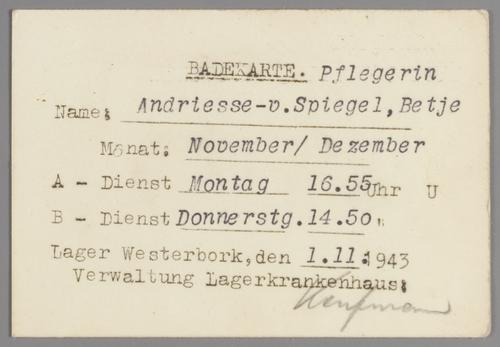 BADEKARTE. Pflegerin
Name: Andriesse-v.Spiegel, Betje
Monat: November/ Dezember
A - Dienst Montag 16.55 Uhr U
B - Dienst Donnerstg. 14.50 "
Lager Westerbork, den 1.11. 1943
Verwaltung Lagerkrankenhaus: